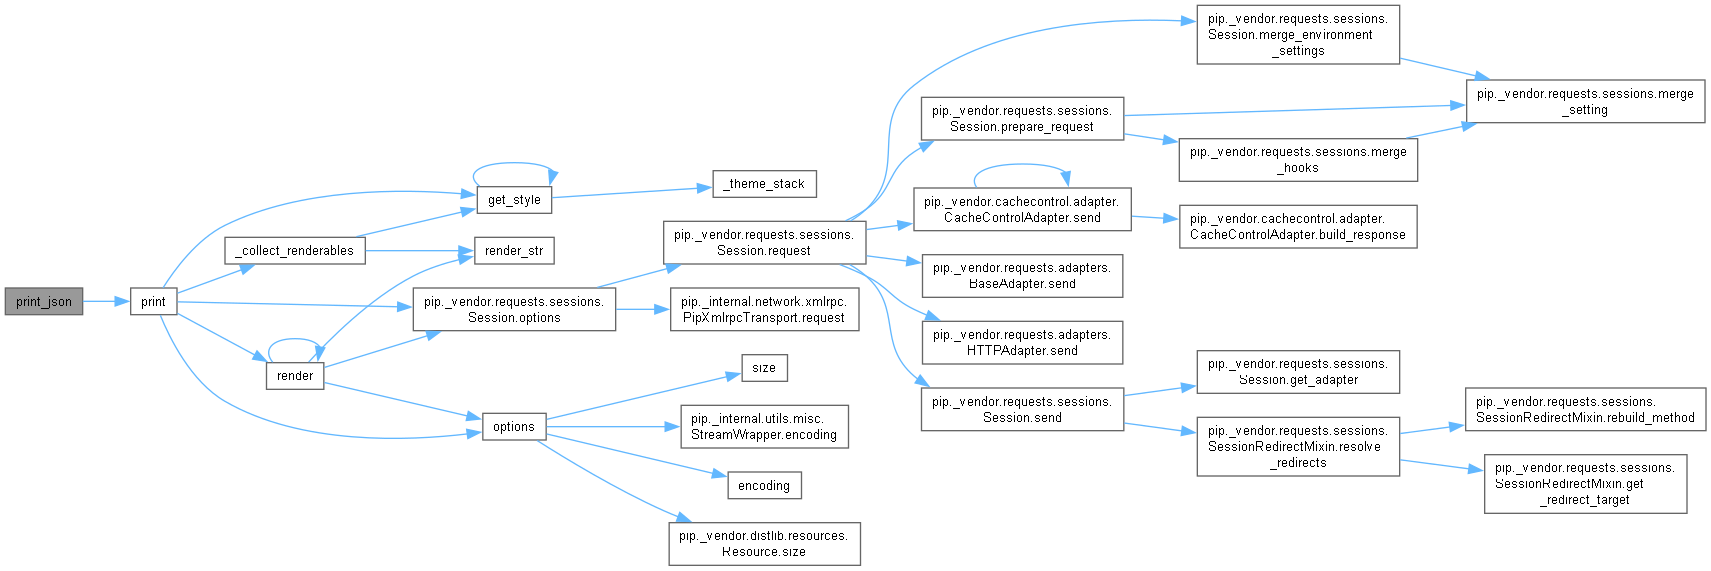 print_json
print
get_style
_collect_renderables
pip._vendor.requests.sessions.
Session.options
render
_theme_stack
render_str
options
pip._vendor.requests.sessions.
Session.request
pip._internal.network.xmlrpc.
PipXmlrpcTransport.request
size
pip._internal.utils.misc.
StreamWrapper.encoding
encoding
pip._vendor.distlib.resources.
Resource.size
pip._vendor.requests.sessions.
Session.merge_environment
_settings
pip._vendor.requests.sessions.
Session.prepare_request
pip._vendor.cachecontrol.adapter.
CacheControlAdapter.send
pip._vendor.requests.adapters.
BaseAdapter.send
pip._vendor.requests.adapters.
HTTPAdapter.send
pip._vendor.requests.sessions.
Session.send
pip._vendor.requests.sessions.merge
_setting
pip._vendor.requests.sessions.merge
_hooks
pip._vendor.cachecontrol.adapter.
CacheControlAdapter.build_response
pip._vendor.requests.sessions.
Session.get_adapter
pip._vendor.requests.sessions.
SessionRedirectMixin.resolve
_redirects
pip._vendor.requests.sessions.
SessionRedirectMixin.rebuild_method
pip._vendor.requests.sessions.
SessionRedirectMixin.get
_redirect_target